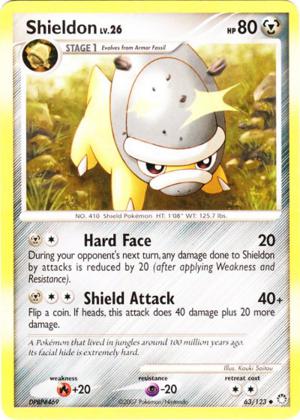 Shieldon LV.26 HP 80
STAGE 1 Evolves from Armor Fossil
NO. 410 Shield Pokémon HT: 1'08" WT: 125.7 lbs.
Hard Face 20
During your opponent's next turn, any damage done to Shieldon
by attacks is reduced by 20 (after applying Weakness and
Resistance).
Shield Attack 40+
Flip a coin. If heads, this attack does 40 damage plus 20 more
damage.
A Pokémon that lived in jungles around 100 million years ago.
Its facial hide is extremely hard.
Illus. Kouki Saitou
weakness resistance retreat cost
+20 -20
DPBP#469 ©2007 Pokémon/Nintendo 63/123